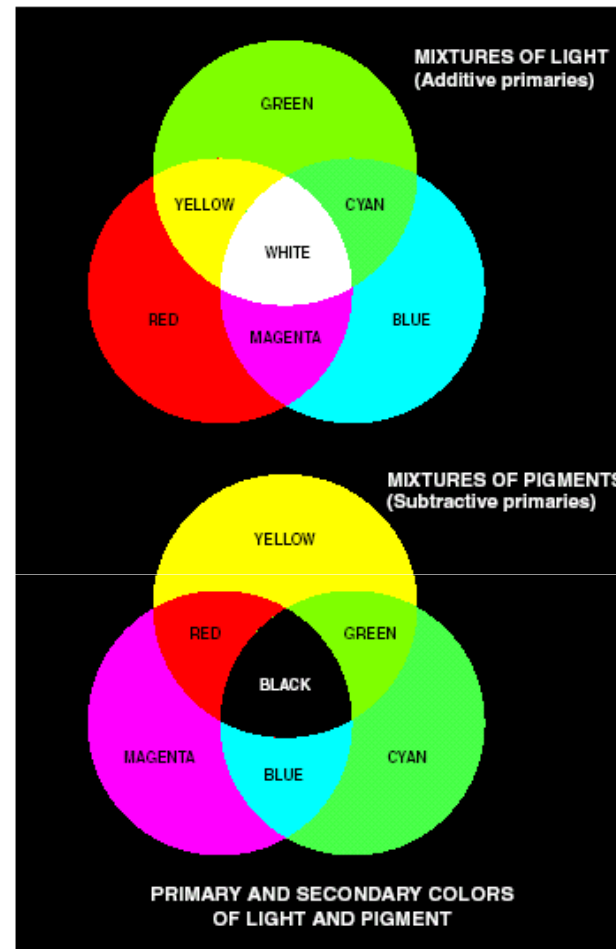 MIXTURES OF LIGHT
(Additive primaries)
GREEN
YELLOW
CYAN
WHITE
RED
BLUE
MAGENTA
MIXTURES OF PIGMENTS
(Subtractive primaries)
YELLOW
RED
GREEN
BLACK
MAGENTA
CYAN
BLUE
PRIMARY AND SECONDARY COLORS
OF LIGHT AND PIGMENT